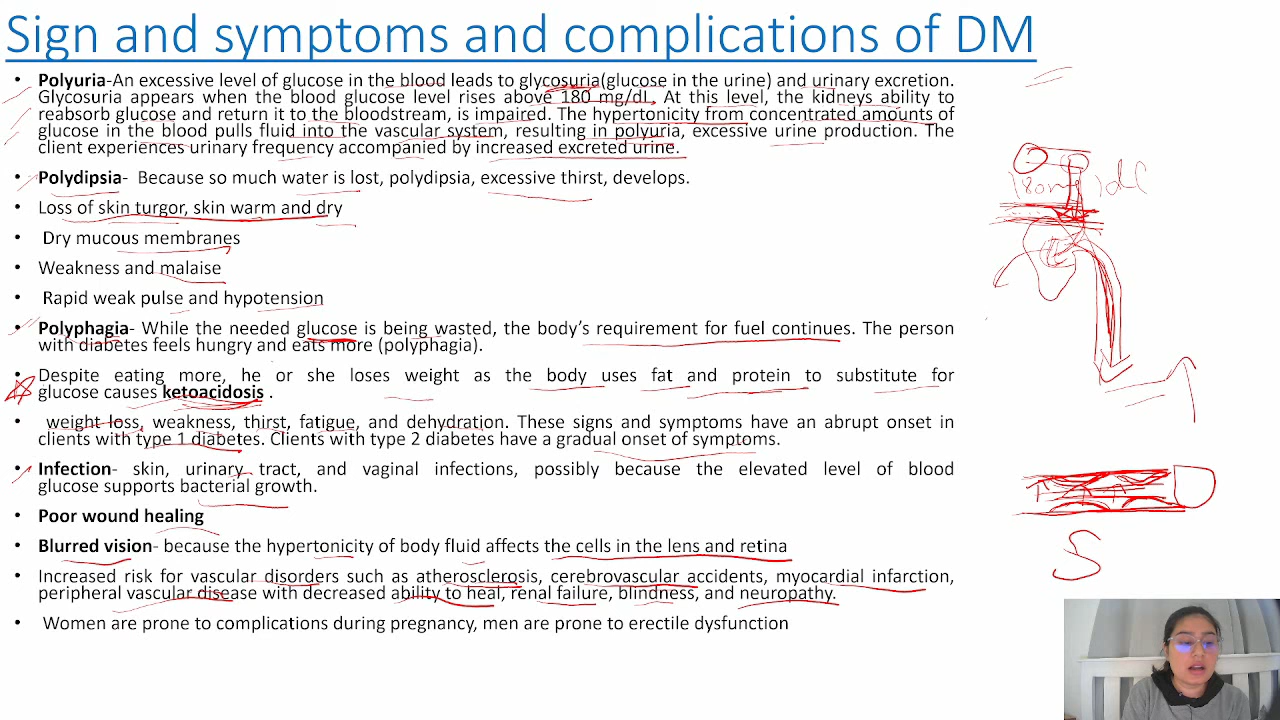 Sign and symptoms and complications of DM
• Polyuria-An excessive level of glucose in the blood leads to glycosuria(glucose in the urine) and urinary excretion.
Glycosuria appears when the blood glucose level rises above 180 mg/dL. At this level, the kidneys ability to
reabsorb glucose and return it to the bloodstream, is impaired. The hypertonicity from concentrated amounts of
glucose in the blood pulls fluid into the vascular system, resulting in polyuria, excessive urine production. The
client experiences urinary frequency accompanied by increased excreted urine.
• Polydipsia- Because so much water is lost, polydipsia, excessive thirst, develops.
• Loss of skin turgor, skin warm and dry
• Dry mucous membranes
• Weakness and malaise
• Rapid weak pulse and hypotension
• Polyphagia- While the needed glucose is being wasted, the body's requirement for fuel continues. The person
with diabetes feels hungry and eats more (polyphagia).
• Despite eating more, he or she loses weight as the body uses fat and protein to substitute for
glucose causes ketoacidosis .
• weight loss, weakness, thirst, fatigue, and dehydration. These signs and symptoms have an abrupt onset in
clients with type 1 diabetes. Clients with type 2 diabetes have a gradual onset of symptoms.
• Infection- skin, urinary tract, and vaginal infections, possibly because the elevated level of blood
glucose supports bacterial growth.
• Poor wound healing
• Blurred vision- because the hypertonicity of body fluid affects the cells in the lens and retina
• Increased risk for vascular disorders such as atherosclerosis, cerebrovascular accidents, myocardial infarction,
peripheral vascular disease with decreased ability to heal, renal failure, blindness, and neuropathy.
• Women are prone to complications during pregnancy, men are prone to erectile dysfunction
180mg/dl
S